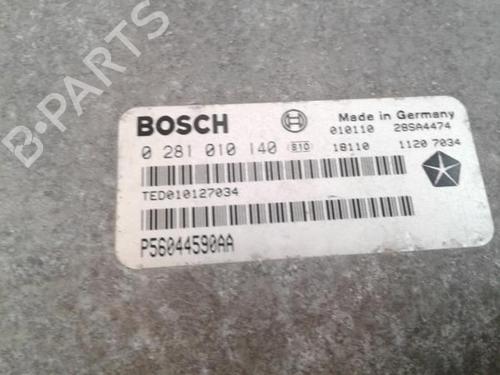 BOSCH
Made in Germany
010110 28SA4474
0 281 010 140 810 18110 1120 7034
TED010127034
P56044590AA
B-PARTS